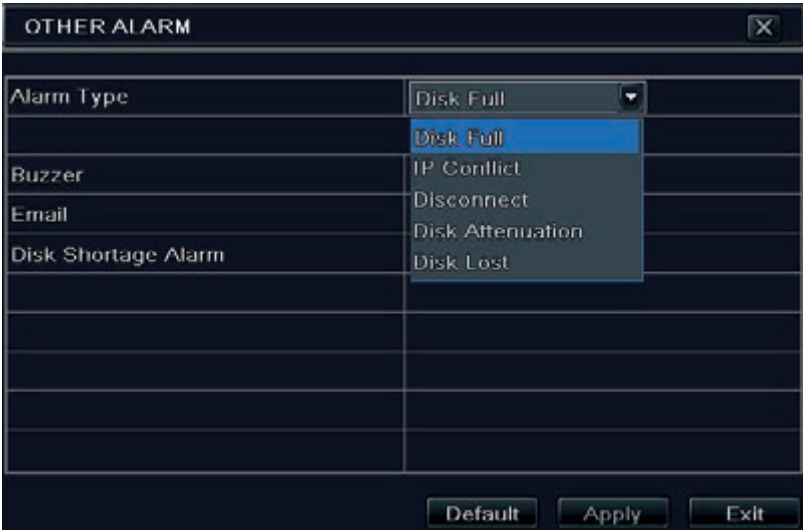 OTHER ALARM X
Alarm Type Disk Full
Disk Full
Buzzer IP Conflict
Disconnect
Email
Disk Attenuation
Disk Shortage Alarm Disk Lost
Default Apply Exit